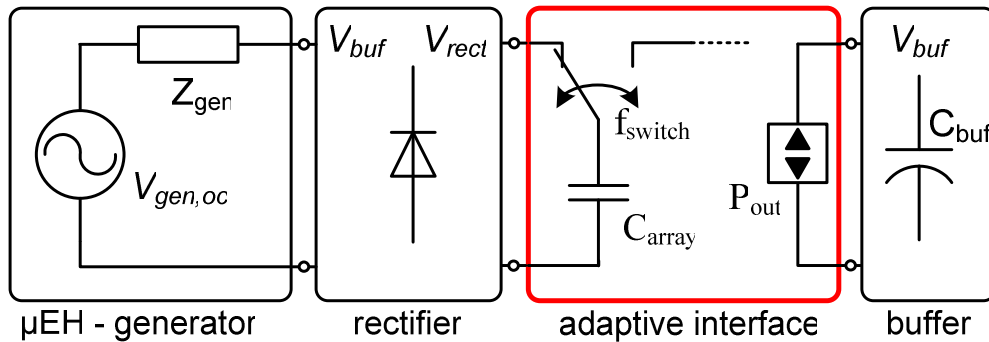 Zgen
Vgen,oc
μEH - generator
Vbuf
Vrect
rectifier
fswitch
Carray
Pout
adaptive interface
Vbuf
Cbuf
buffer